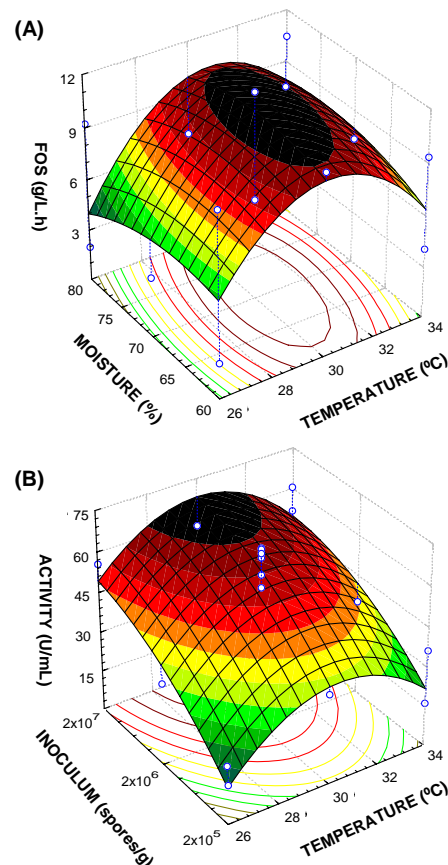 (A)
12
9
6
3
FOS (g/L.h)
80
75
70
65
60
MOISTURE (%)
26
28
30
32
34
TEMPERATURE (ºC)
(B)
75
60
45
30
15
ACTIVITY (U/mL)
2x10⁷
2x10⁶
2x10⁵
INOCULUM (spores/g)
26
28
30
32
34
TEMPERATURE (ºC)